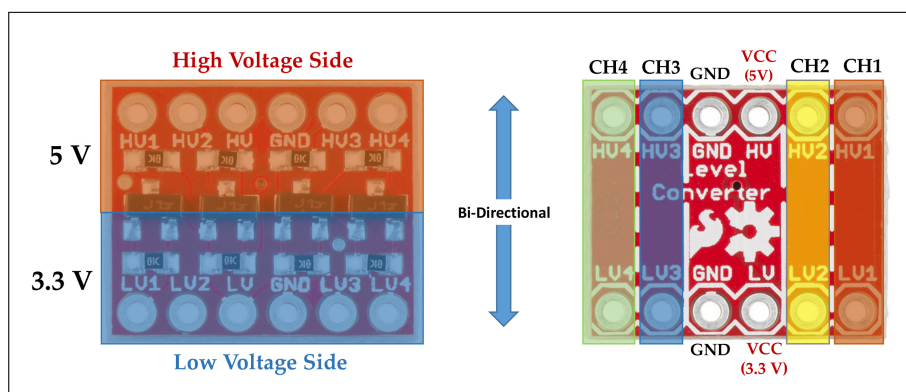 High Voltage Side
5 V
HV1 HV2 HV GND HV3 HV4
3.3 V
LV1 LV2 LV GND LV3 LV4
Low Voltage Side
Bi-Directional
CH4 CH3 GND VCC (5V) CH2 CH1
HV4 HV3 GND HV HV2 HV1
Level
Converter
LV4 LV3 GND LV LV2 LV1
GND VCC
(3.3 V)